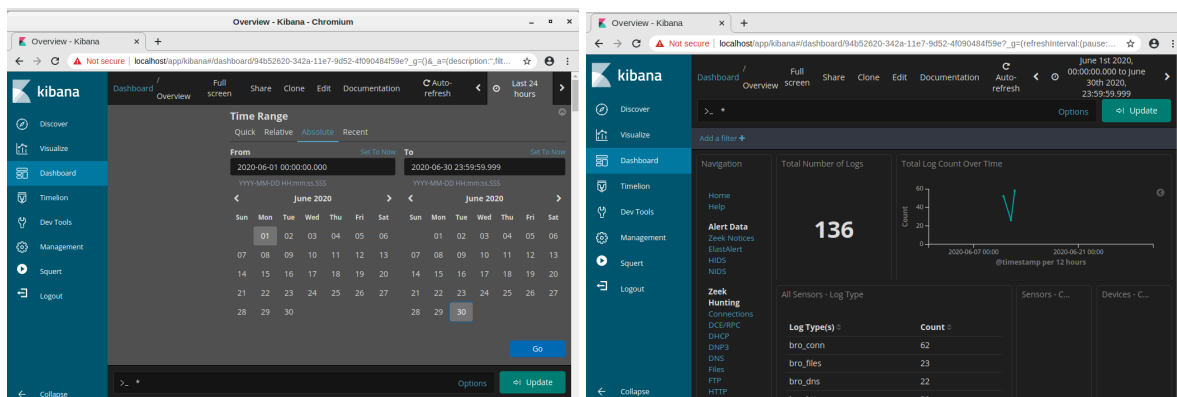 Overview - Kibana - Chromium
Overview - Kibana × +
Not secure | localhost/app/kibana#/dashboard/94b52620-342a-11e7-9d52-4f090484f59e?_g=()&_a=(description:'',filt...
kibana
Discover
Visualize
Dashboard
Timelion
Dev Tools
Management
Squert
Logout
Collapse
Dashboard / Overview
Full screen
Share Clone Edit Documentation
Auto-refresh
Last 24 hours
Time Range
Quick Relative Absolute Recent
From Set To Now
2020-06-01 00:00:00.000
YYYY-MM-DD HH:mm:ss.SSS
June 2020
Sun Mon Tue Wed Thu Fri Sat
01 02 03 04 05 06
07 08 09 10 11 12 13
14 15 16 17 18 19 20
21 22 23 24 25 26 27
28 29 30
To Set To Now
2020-06-30 23:59:59.999
YYYY-MM-DD HH:mm:ss.SSS
June 2020
Sun Mon Tue Wed Thu Fri Sat
01 02 03 04 05 06
07 08 09 10 11 12 13
14 15 16 17 18 19 20
21 22 23 24 25 26 27
28 29 30
Go
>_ *
Options
Update
Overview - Kibana × +
Not secure | localhost/app/kibana#/dashboard/94b52620-342a-11e7-9d52-4f090484f59e?_g=(refreshInterval:(pause:...
kibana
Discover
Visualize
Dashboard
Timelion
Dev Tools
Management
Squert
Logout
Collapse
Dashboard / Overview
Full screen
Share Clone Edit Documentation
Auto-refresh
June 1st 2020, 00:00:00.000 to June 30th 2020, 23:59:59.999
>_ *
Options
Update
Add a filter +
Navigation
Home
Help
Alert Data
Zeek Notices
ElastAlert
HIDS
NIDS
Zeek Hunting
Connections
DCE/RPC
DHCP
DNP3
DNS
Files
FTP
HTTP
Total Number of Logs
136
Total Log Count Over Time
Count
60
40
20
0
2020-06-07 00:00
2020-06-21 00:00
@timestamp per 12 hours
All Sensors - Log Type
Log Type(s) Count
bro_conn 62
bro_files 23
bro_dns 22
Sensors - C...
Devices - C...